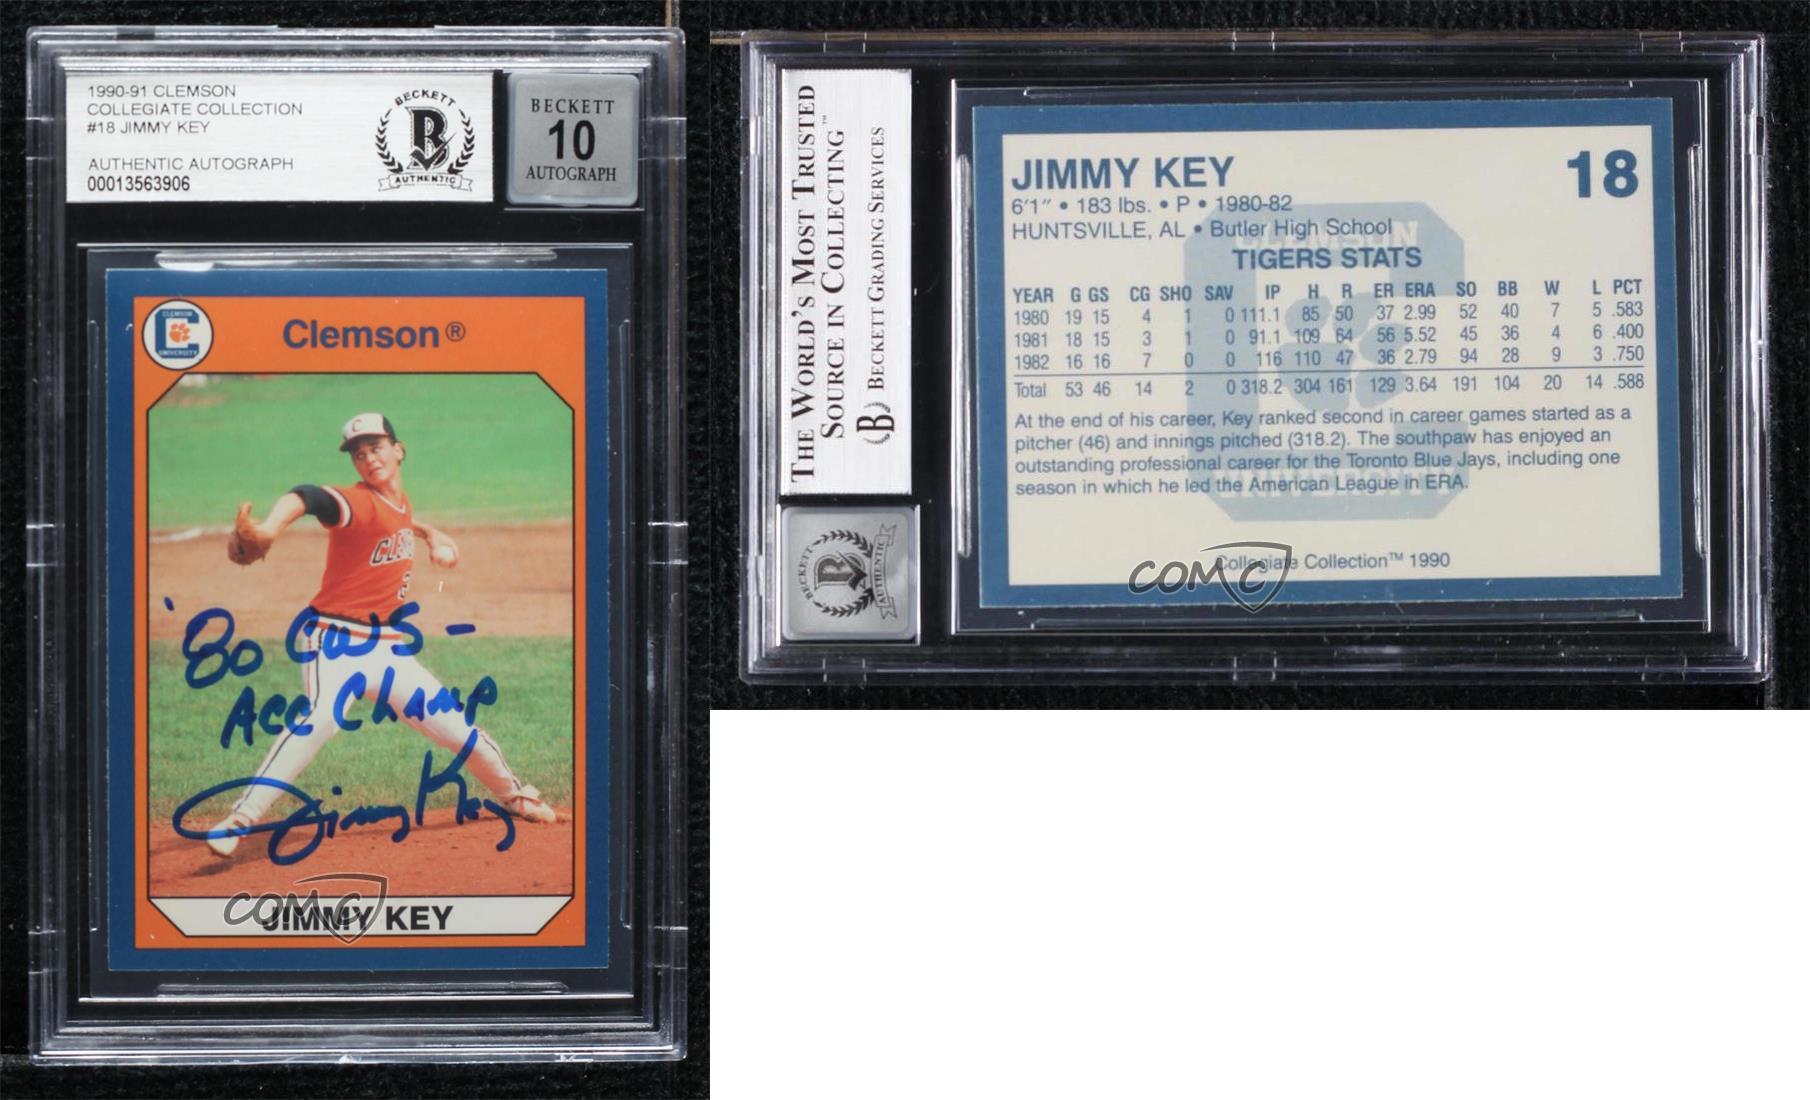 1990-91 CLEMSON
COLLEGIATE COLLECTION
#18 JIMMY KEY
AUTHENTIC AUTOGRAPH
00013563906
BECKETT
B
AUTHENTIC
BECKETT
10
AUTOGRAPH
CLEMSON
C
UNIVERSITY
Clemson®
C
'80 CWS -
ACC Champ
Jimmy Key
JIMMY KEY
COMC
THE WORLD'S MOST TRUSTED
SOURCE IN COLLECTING™
BECKETT GRADING SERVICES
B
BECKETT
B
AUTHENTIC
JIMMY KEY 18
6'1" • 183 lbs. • P • 1980-82
HUNTSVILLE, AL • Butler High School
CLEMSON
TIGERS STATS
YEAR G GS CG SHO SAV IP H R ER ERA SO BB W L PCT
1980 19 15 4 1 0 111.1 85 50 37 2.99 52 40 7 5 .583
1981 18 15 3 1 0 91.1 109 64 56 5.52 45 36 4 6 .400
1982 16 16 7 0 0 116 110 47 36 2.79 94 28 9 3 .750
Total 53 46 14 2 0 318.2 304 161 129 3.64 191 104 20 14 .588
At the end of his career, Key ranked second in career games started as a
pitcher (46) and innings pitched (318.2). The southpaw has enjoyed an
outstanding professional career for the Toronto Blue Jays, including one
season in which he led the American League in ERA.
UNIVERSITY
Collegiate Collection™ 1990
COMC